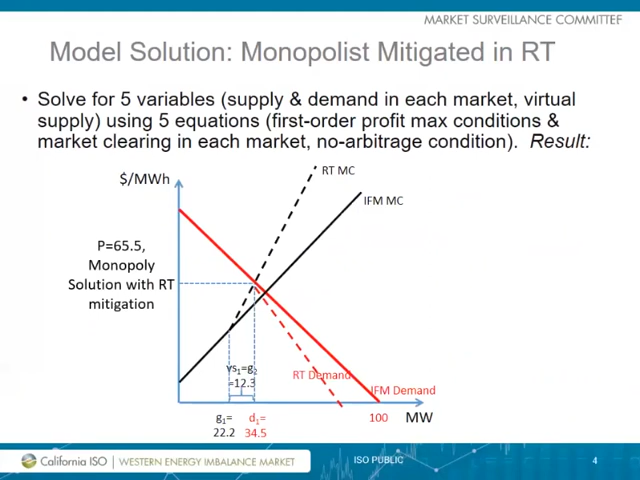 MARKET SURVEILLANCE COMMITTEE
Model Solution: Monopolist Mitigated in RT
• Solve for 5 variables (supply & demand in each market, virtual
supply) using 5 equations (first-order profit max conditions &
market clearing in each market, no-arbitrage condition). Result:
$/MWh
RT MC
IFM MC
P=65.5,
Monopoly
Solution with RT
mitigation
vs₁=g₂
=12.3
RT Demand
IFM Demand
g₁=
22.2
d₁=
34.5
100
MW
California ISO
WESTERN ENERGY IMBALANCE MARKET
ISO PUBLIC
4